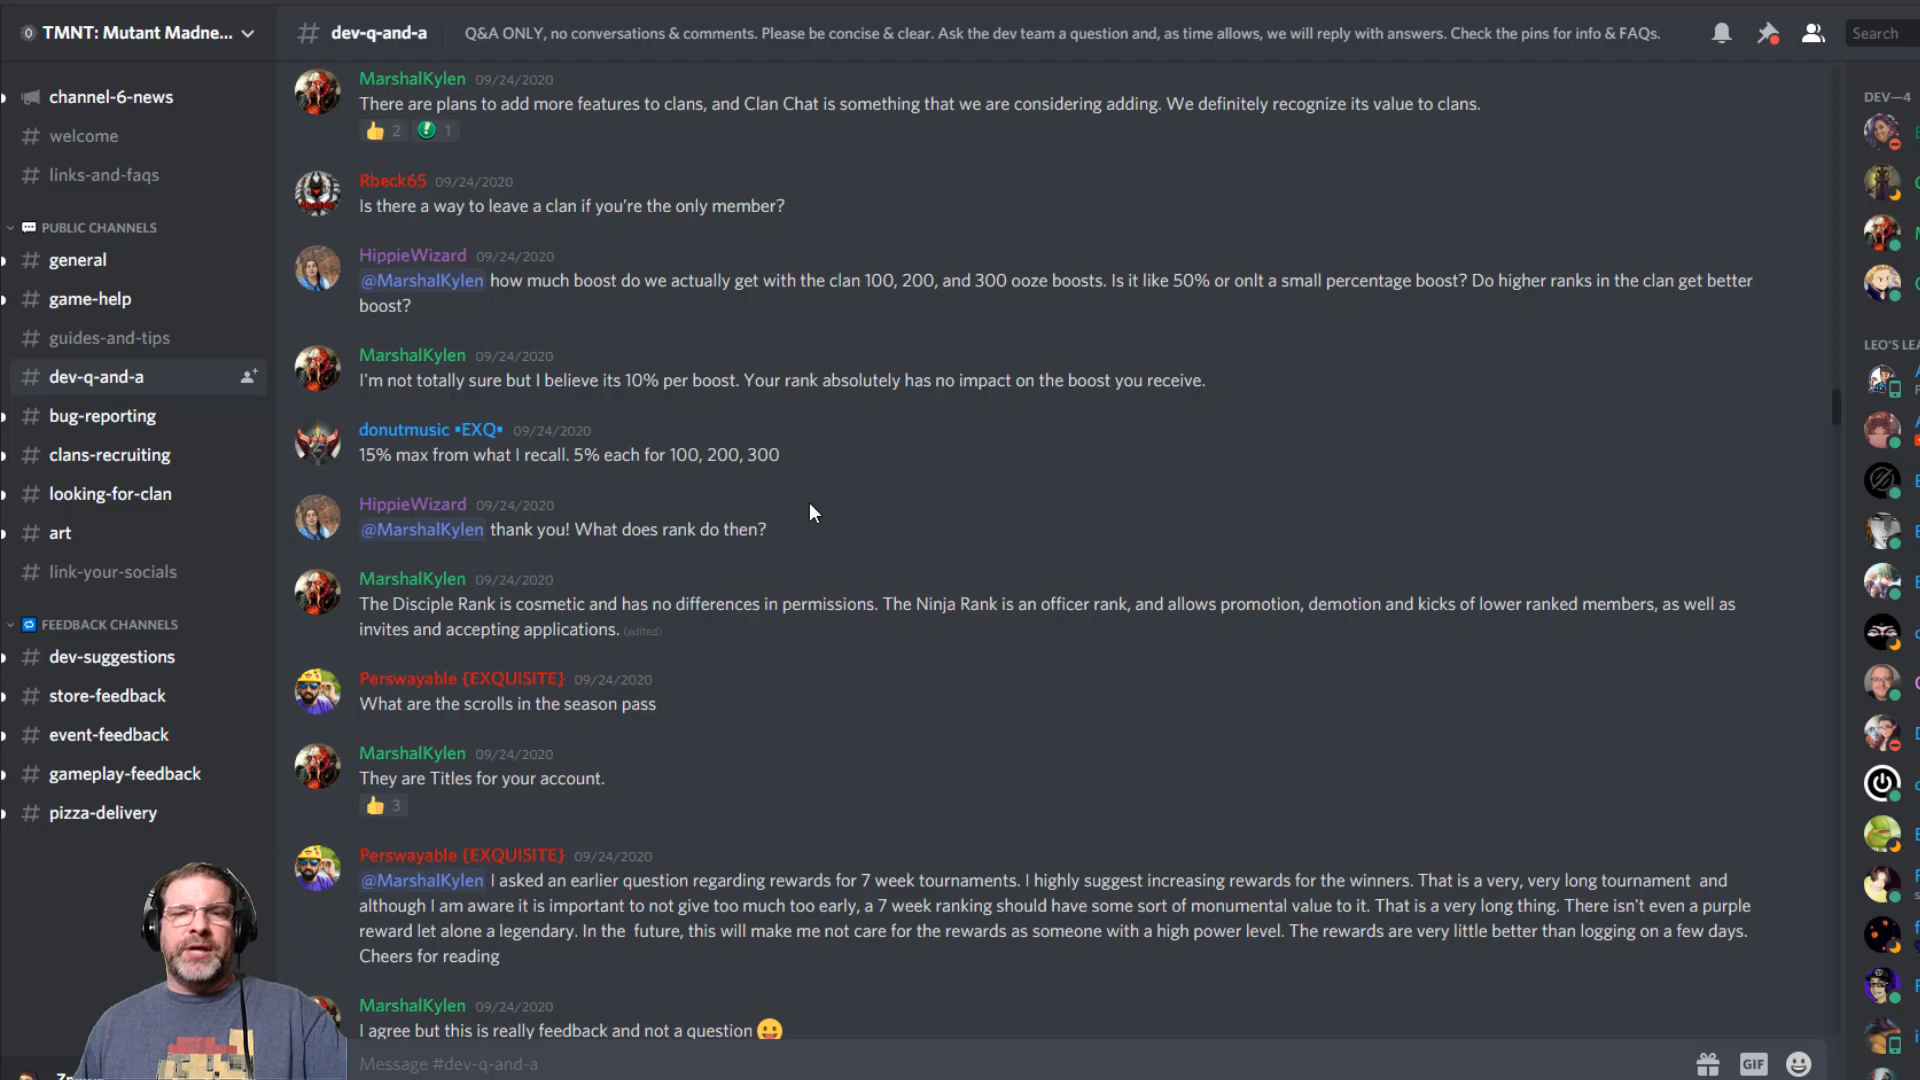 TMNT: Mutant Madne...
channel-6-news
welcome
links-and-faqs
PUBLIC CHANNELS
general
game-help
guides-and-tips
dev-q-and-a
bug-reporting
clans-recruiting
looking-for-clan
art
link-your-socials
FEEDBACK CHANNELS
dev-suggestions
store-feedback
event-feedback
gameplay-feedback
pizza-delivery
dev-q-and-a Q&A ONLY, no conversations & comments. Please be concise & clear. Ask the dev team a question and, as time allows, we will reply with answers. Check the pins for info & FAQs.
Search
MarshalKylen 09/24/2020
There are plans to add more features to clans, and Clan Chat is something that we are considering adding. We definitely recognize its value to clans.
2 1
Rbeck65 09/24/2020
Is there a way to leave a clan if you're the only member?
HippieWizard 09/24/2020
@MarshalKylen how much boost do we actually get with the clan 100, 200, and 300 ooze boosts. Is it like 50% or onlt a small percentage boost? Do higher ranks in the clan get better
boost?
MarshalKylen 09/24/2020
I'm not totally sure but I believe its 10% per boost. Your rank absolutely has no impact on the boost you receive.
donutmusic •EXQ• 09/24/2020
15% max from what I recall. 5% each for 100, 200, 300
HippieWizard 09/24/2020
@MarshalKylen thank you! What does rank do then?
MarshalKylen 09/24/2020
The Disciple Rank is cosmetic and has no differences in permissions. The Ninja Rank is an officer rank, and allows promotion, demotion and kicks of lower ranked members, as well as
invites and accepting applications. (edited)
Perswayable {EXQUISITE} 09/24/2020
What are the scrolls in the season pass
MarshalKylen 09/24/2020
They are Titles for your account.
3
Perswayable {EXQUISITE} 09/24/2020
@MarshalKylen I asked an earlier question regarding rewards for 7 week tournaments. I highly suggest increasing rewards for the winners. That is a very, very long tournament and
although I am aware it is important to not give too much too early, a 7 week ranking should have some sort of monumental value to it. That is a very long thing. There isn't even a purple
reward let alone a legendary. In the future, this will make me not care for the rewards as someone with a high power level. The rewards are very little better than logging on a few days.
Cheers for reading
MarshalKylen 09/24/2020
I agree but this is really feedback and not a question
Message #dev-q-and-a
GIF
DEV—4
LEO'S LEA